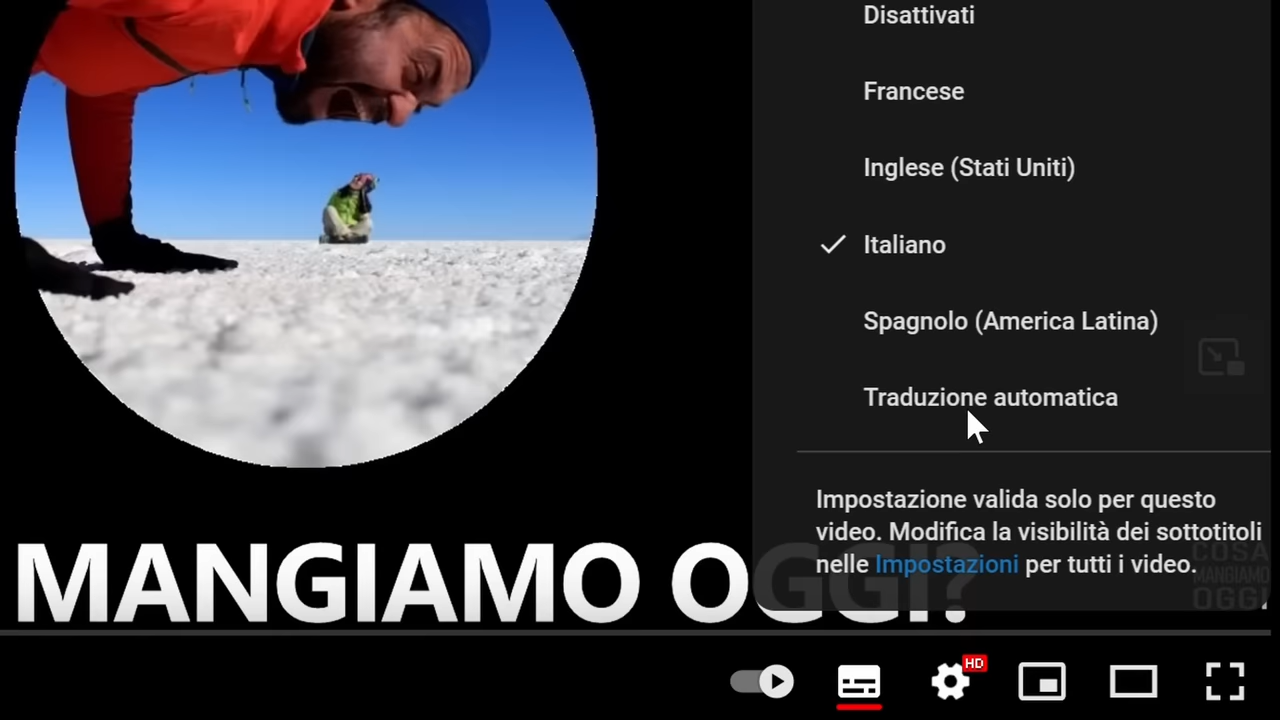 Disattivati
Francese
Inglese (Stati Uniti)
Italiano
Spagnolo (America Latina)
Traduzione automatica
Impostazione valida solo per questo
video. Modifica la visibilità dei sottotitoli
nelle Impostazioni per tutti i video.
COSA
MANGIAMO
OGGI
MANGIAMO OGGI?
HD